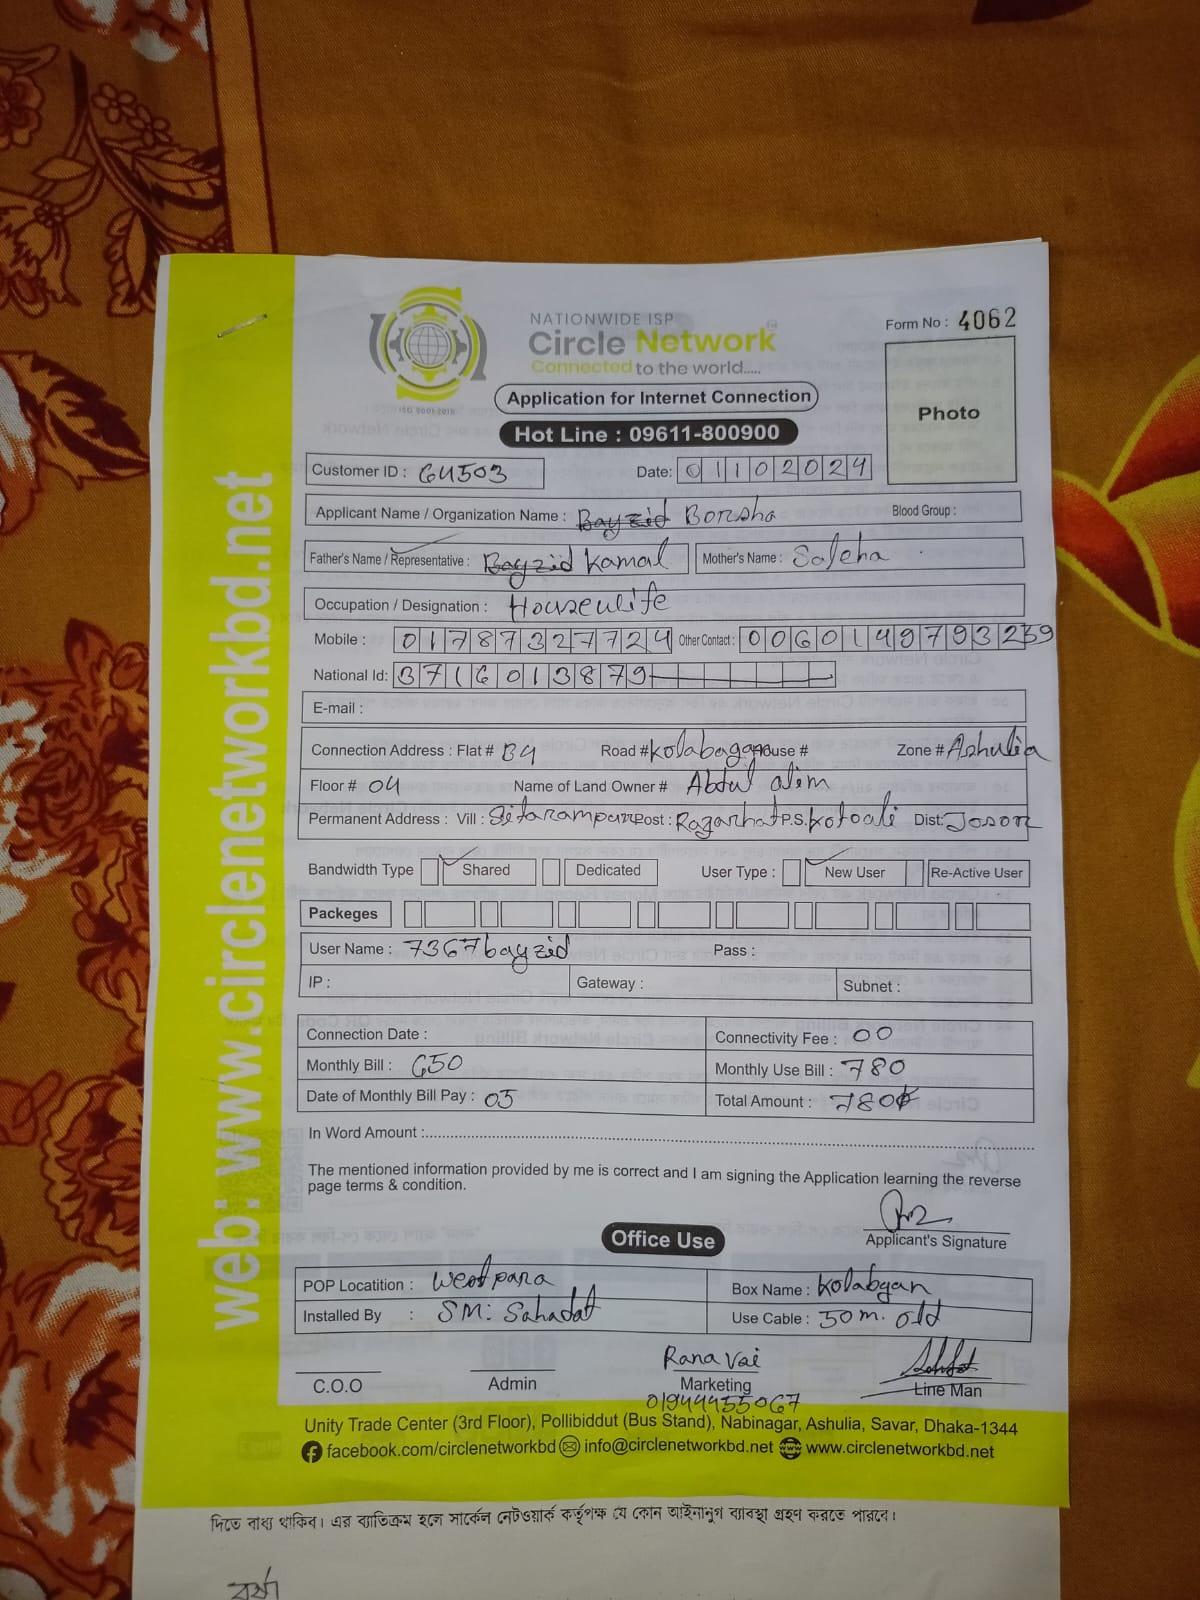 NATIONWIDE ISP
Circle Network
Connected to the world.....
ISO 9001:2015
Form No : 4062
Application for Internet Connection
Photo
Hot Line : 09611-800900
Customer ID : G4503 Date: 01102024
Applicant Name / Organization Name : Bayzid Borsha Blood Group :
Father's Name / Representative : Bayzid Kamal Mother's Name : Saleha
Occupation / Designation : Housewife
Mobile : 01787327724 Other Contact : 0060149793259
National Id: 3716013879
E-mail :
Connection Address : Flat # B4 Road # Kolabagan House # Zone # Ashulia
Floor # 04 Name of Land Owner # Abdul alim
Permanent Address : Vill : Sitarampur Post : Ragarhat P.S. Kotoali Dist: Josor
Bandwidth Type Shared Dedicated User Type : New User Re-Active User
Packeges
User Name : 7367bayzid Pass :
IP : Gateway : Subnet :
Connection Date : Connectivity Fee : 00
Monthly Bill : 650 Monthly Use Bill : 780
Date of Monthly Bill Pay : 05 Total Amount : 780
In Word Amount :
The mentioned information provided by me is correct and I am signing the Application learning the reverse
page terms & condition.
Applicant's Signature
Office Use
POP Locatition : Westpara Box Name : Kolabgan
Installed By : SM: Sahadat Use Cable : 50m. old
Rana Vai
C.O.O Admin Marketing Line Man
01944455067
Unity Trade Center (3rd Floor), Pollibiddut (Bus Stand), Nabinagar, Ashulia, Savar, Dhaka-1344
facebook.com/circlenetworkbd info@circlenetworkbd.net www.circlenetworkbd.net
web: www.circlenetworkbd.net
দিতে বাধ্য থাকিব। এর ব্যতিক্রম হলে সার্কেল নেটওয়ার্ক কর্তৃপক্ষ যে কোন আইনানুগ ব্যাবস্থা গ্রহণ করতে পারবে।
বর্ষা